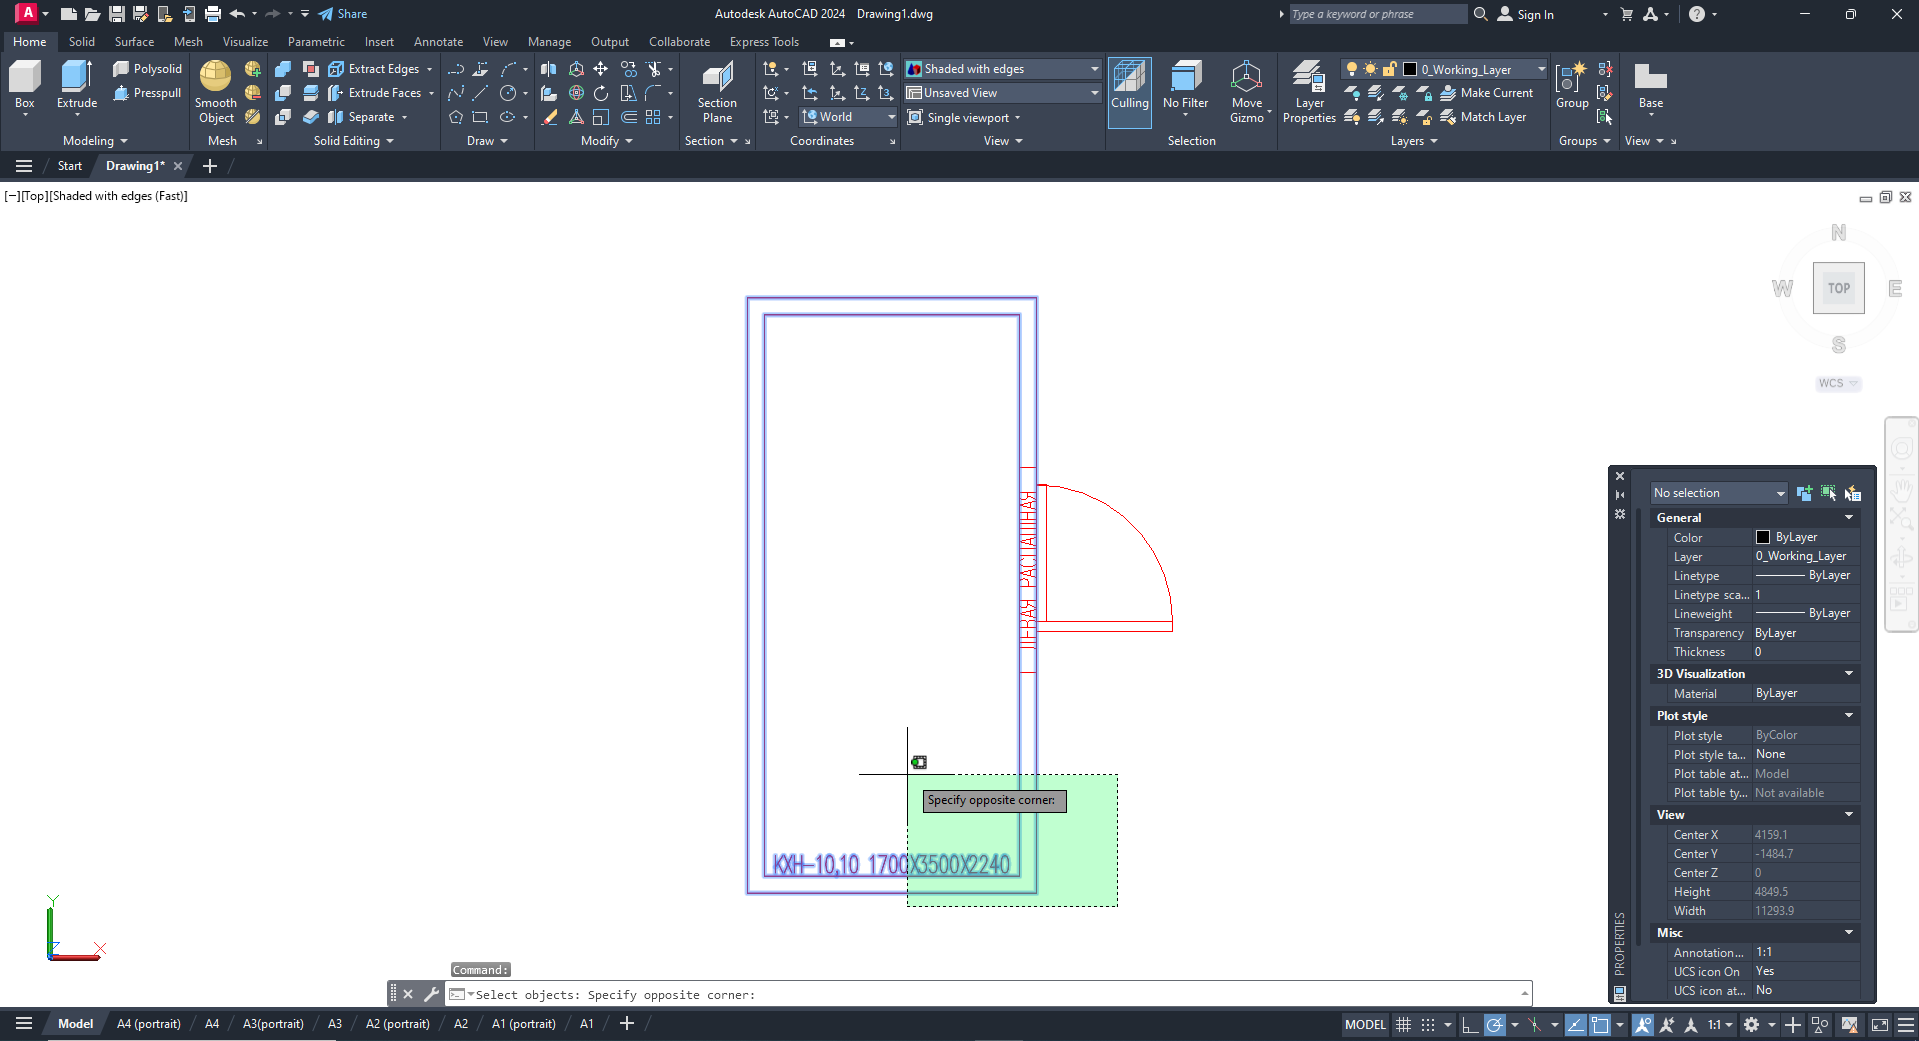 Share
Autodesk AutoCAD 2024 Drawing1.dwg
Type a keyword or phrase
Sign In
Home Solid Surface Mesh Visualize Parametric Insert Annotate View Manage Output Collaborate Express Tools
Box
Extrude
Polysolid
Presspull
Modeling
Smooth Object
Mesh
Extract Edges
Extrude Faces
Separate
Solid Editing
Draw
Modify
Section Plane
Section
World
Coordinates
Shaded with edges
Unsaved View
Single viewport
View
Culling
No Filter
Move Gizmo
Selection
Layer Properties
0_Working_Layer
Make Current
Match Layer
Layers
Group
Groups
Base
View
Start Drawing1*
[−][Top][Shaded with edges (Fast)]
N
W TOP E
S
WCS
КХН-10,10 1700X3500X2240
Specify opposite corner:
Y
X
No selection
General
Color ByLayer
Layer 0_Working_Layer
Linetype ByLayer
Linetype sca... 1
Lineweight ByLayer
Transparency ByLayer
Thickness 0
3D Visualization
Material ByLayer
Plot style
Plot style ByColor
Plot style ta... None
Plot table at... Model
Plot table ty... Not available
View
Center X 4159.1
Center Y -1484.7
Center Z 0
Height 4849.5
Width 11293.9
Misc
Annotation... 1:1
UCS icon On Yes
UCS icon at... No
PROPERTIES
Command:
Select objects: Specify opposite corner:
Model A4 (portrait) A4 A3(portrait) A3 A2 (portrait) A2 A1 (portrait) A1
MODEL 1:1